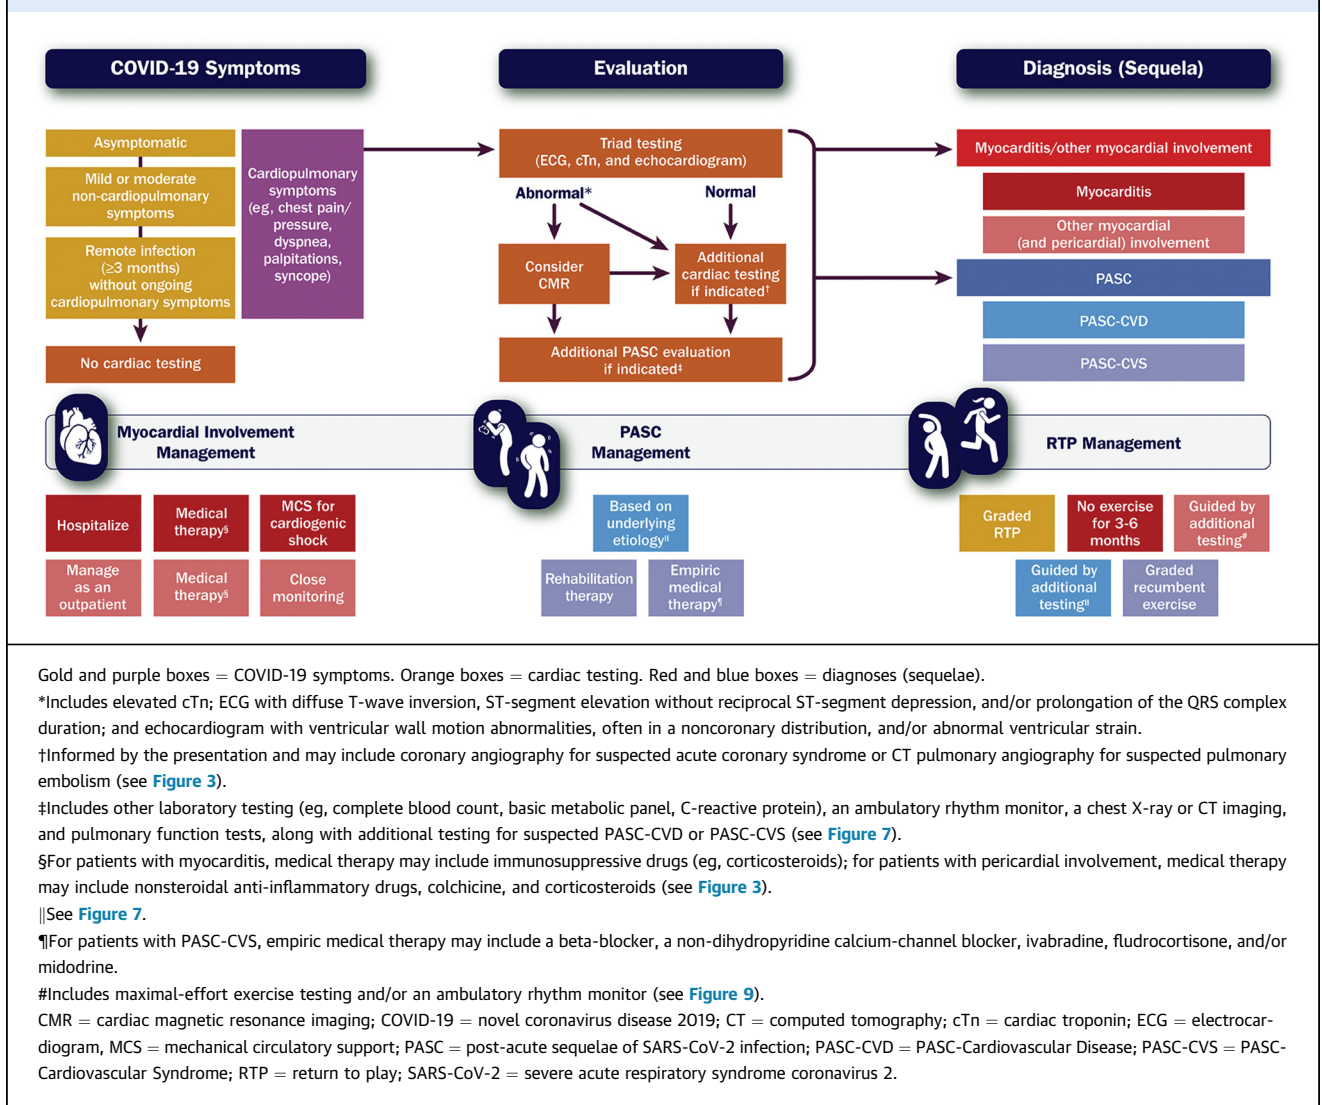 COVID-19 Symptoms
Evaluation
Diagnosis (Sequela)
Asymptomatic
Mild or moderate
non-cardiopulmonary
symptoms
Remote infection
(≥3 months)
without ongoing
cardiopulmonary symptoms
No cardiac testing
Cardiopulmonary
symptoms
(eg, chest pain/
pressure,
dyspnea,
palpitations,
syncope)
Triad testing
(ECG, cTn, and echocardiogram)
Abnormal*
Normal
Consider
CMR
Additional
cardiac testing
if indicated†
Additional PASC evaluation
if indicated‡
Myocarditis/other myocardial involvement
Myocarditis
Other myocardial
(and pericardial) involvement
PASC
PASC-CVD
PASC-CVS
Myocardial Involvement
Management
PASC
Management
RTP Management
Hospitalize
Medical
therapy§
MCS for
cardiogenic
shock
Manage
as an
outpatient
Medical
therapy§
Close
monitoring
Based on
underlying
etiology||
Rehabilitation
therapy
Empiric
medical
therapy¶
Graded
RTP
No exercise
for 3-6
months
Guided by
additional
testing#
Guided by
additional
testing||
Graded
recumbent
exercise
Gold and purple boxes = COVID-19 symptoms. Orange boxes = cardiac testing. Red and blue boxes = diagnoses (sequelae).
*Includes elevated cTn; ECG with diffuse T-wave inversion, ST-segment elevation without reciprocal ST-segment depression, and/or prolongation of the QRS complex
duration; and echocardiogram with ventricular wall motion abnormalities, often in a noncoronary distribution, and/or abnormal ventricular strain.
†Informed by the presentation and may include coronary angiography for suspected acute coronary syndrome or CT pulmonary angiography for suspected pulmonary
embolism (see Figure 3).
‡Includes other laboratory testing (eg, complete blood count, basic metabolic panel, C-reactive protein), an ambulatory rhythm monitor, a chest X-ray or CT imaging,
and pulmonary function tests, along with additional testing for suspected PASC-CVD or PASC-CVS (see Figure 7).
§For patients with myocarditis, medical therapy may include immunosuppressive drugs (eg, corticosteroids); for patients with pericardial involvement, medical therapy
may include nonsteroidal anti-inflammatory drugs, colchicine, and corticosteroids (see Figure 3).
||See Figure 7.
¶For patients with PASC-CVS, empiric medical therapy may include a beta-blocker, a non-dihydropyridine calcium-channel blocker, ivabradine, fludrocortisone, and/or
midodrine.
#Includes maximal-effort exercise testing and/or an ambulatory rhythm monitor (see Figure 9).
CMR = cardiac magnetic resonance imaging; COVID-19 = novel coronavirus disease 2019; CT = computed tomography; cTn = cardiac troponin; ECG = electrocar-
diogram, MCS = mechanical circulatory support; PASC = post-acute sequelae of SARS-CoV-2 infection; PASC-CVD = PASC-Cardiovascular Disease; PASC-CVS = PASC-
Cardiovascular Syndrome; RTP = return to play; SARS-CoV-2 = severe acute respiratory syndrome coronavirus 2.